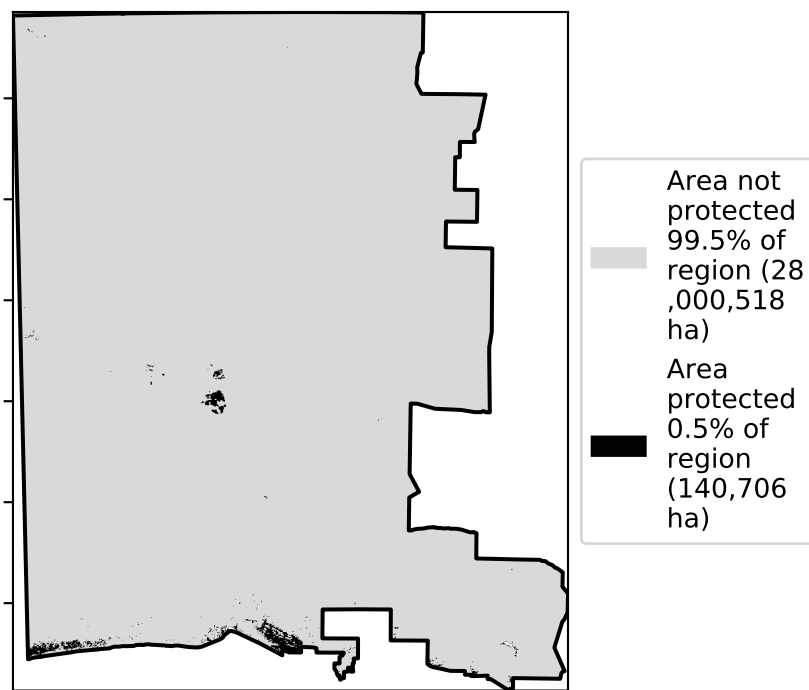 Area not
protected
99.5% of
region (28
,000,518
ha)
Area
protected
0.5% of
region
(140,706
ha)